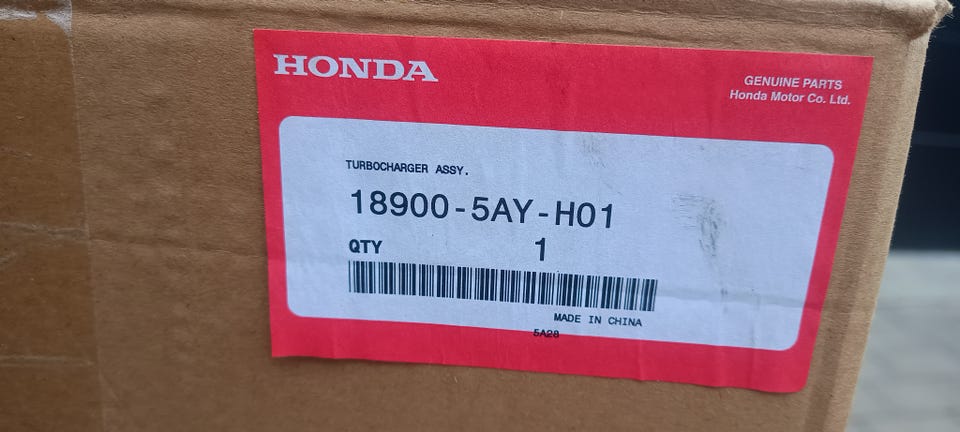 HONDA
GENUINE PARTS
Honda Motor Co. Ltd.
TURBOCHARGER ASSY.
18900-5AY-H01
QTY 1
MADE IN CHINA
5A28